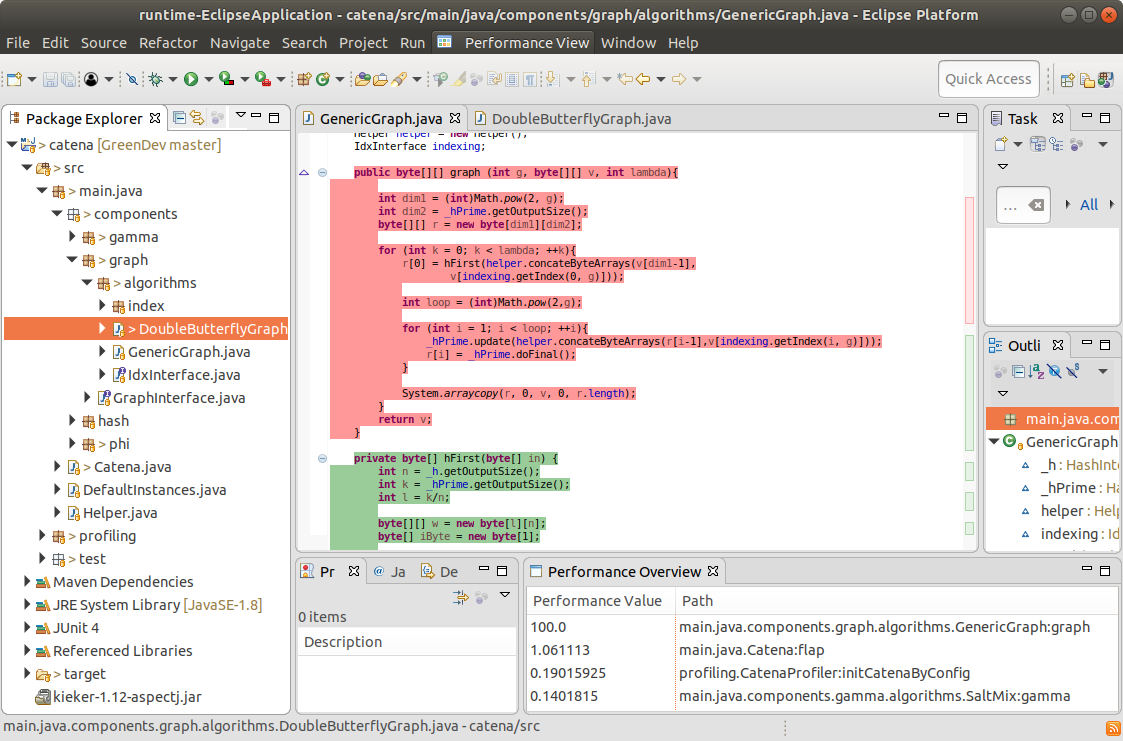 runtime-EclipseApplication - catena/src/main/java/components/graph/algorithms/GenericGraph.java - Eclipse Platform
File Edit Source Refactor Navigate Search Project Run Performance View Window Help
Quick Access
Package Explorer
> catena [GreenDev master]
> src
> main.java
> components
> gamma
> graph
> algorithms
index
> DoubleButterflyGraph
GenericGraph.java
IdxInterface.java
GraphInterface.java
hash
> phi
> Catena.java
DefaultInstances.java
Helper.java
> profiling
> test
Maven Dependencies
JRE System Library [JavaSE-1.8]
JUnit 4
Referenced Libraries
> target
kieker-1.12-aspectj.jar
GenericGraph.java DoubleButterflyGraph.java
Helper helper = new Helper();
IdxInterface indexing;
public byte[][] graph (int g, byte[][] v, int lambda){
int dim1 = (int)Math.pow(2, g);
int dim2 = _hPrime.getOutputSize();
byte[][] r = new byte[dim1][dim2];
for (int k = 0; k < lambda; ++k){
r[0] = hFirst(helper.concateByteArrays(v[dim1-1],
v[indexing.getIndex(0, g)]));
int loop = (int)Math.pow(2,g);
for (int i = 1; i < loop; ++i){
_hPrime.update(helper.concateByteArrays(r[i-1],v[indexing.getIndex(i, g)]));
r[i] = _hPrime.doFinal();
}
System.arraycopy(r, 0, v, 0, r.length);
}
return v;
}
private byte[] hFirst(byte[] in) {
int n = _h.getOutputSize();
int k = _hPrime.getOutputSize();
int l = k/n;
byte[][] w = new byte[l][n];
byte[] iByte = new byte[1];
Task
...
All
Outli
main.java.com
GenericGraph
_h : HashInte
_hPrime : Ha
helper : Help
indexing : Id
Pr Ja De
0 items
Description
Performance Overview
Performance Value Path
100.0 main.java.components.graph.algorithms.GenericGraph:graph
1.061113 main.java.Catena:flap
0.19015925 profiling.CatenaProfiler:initCatenaByConfig
0.1401815 main.java.components.gamma.algorithms.SaltMix:gamma
main.java.components.graph.algorithms.DoubleButterflyGraph.java - catena/src